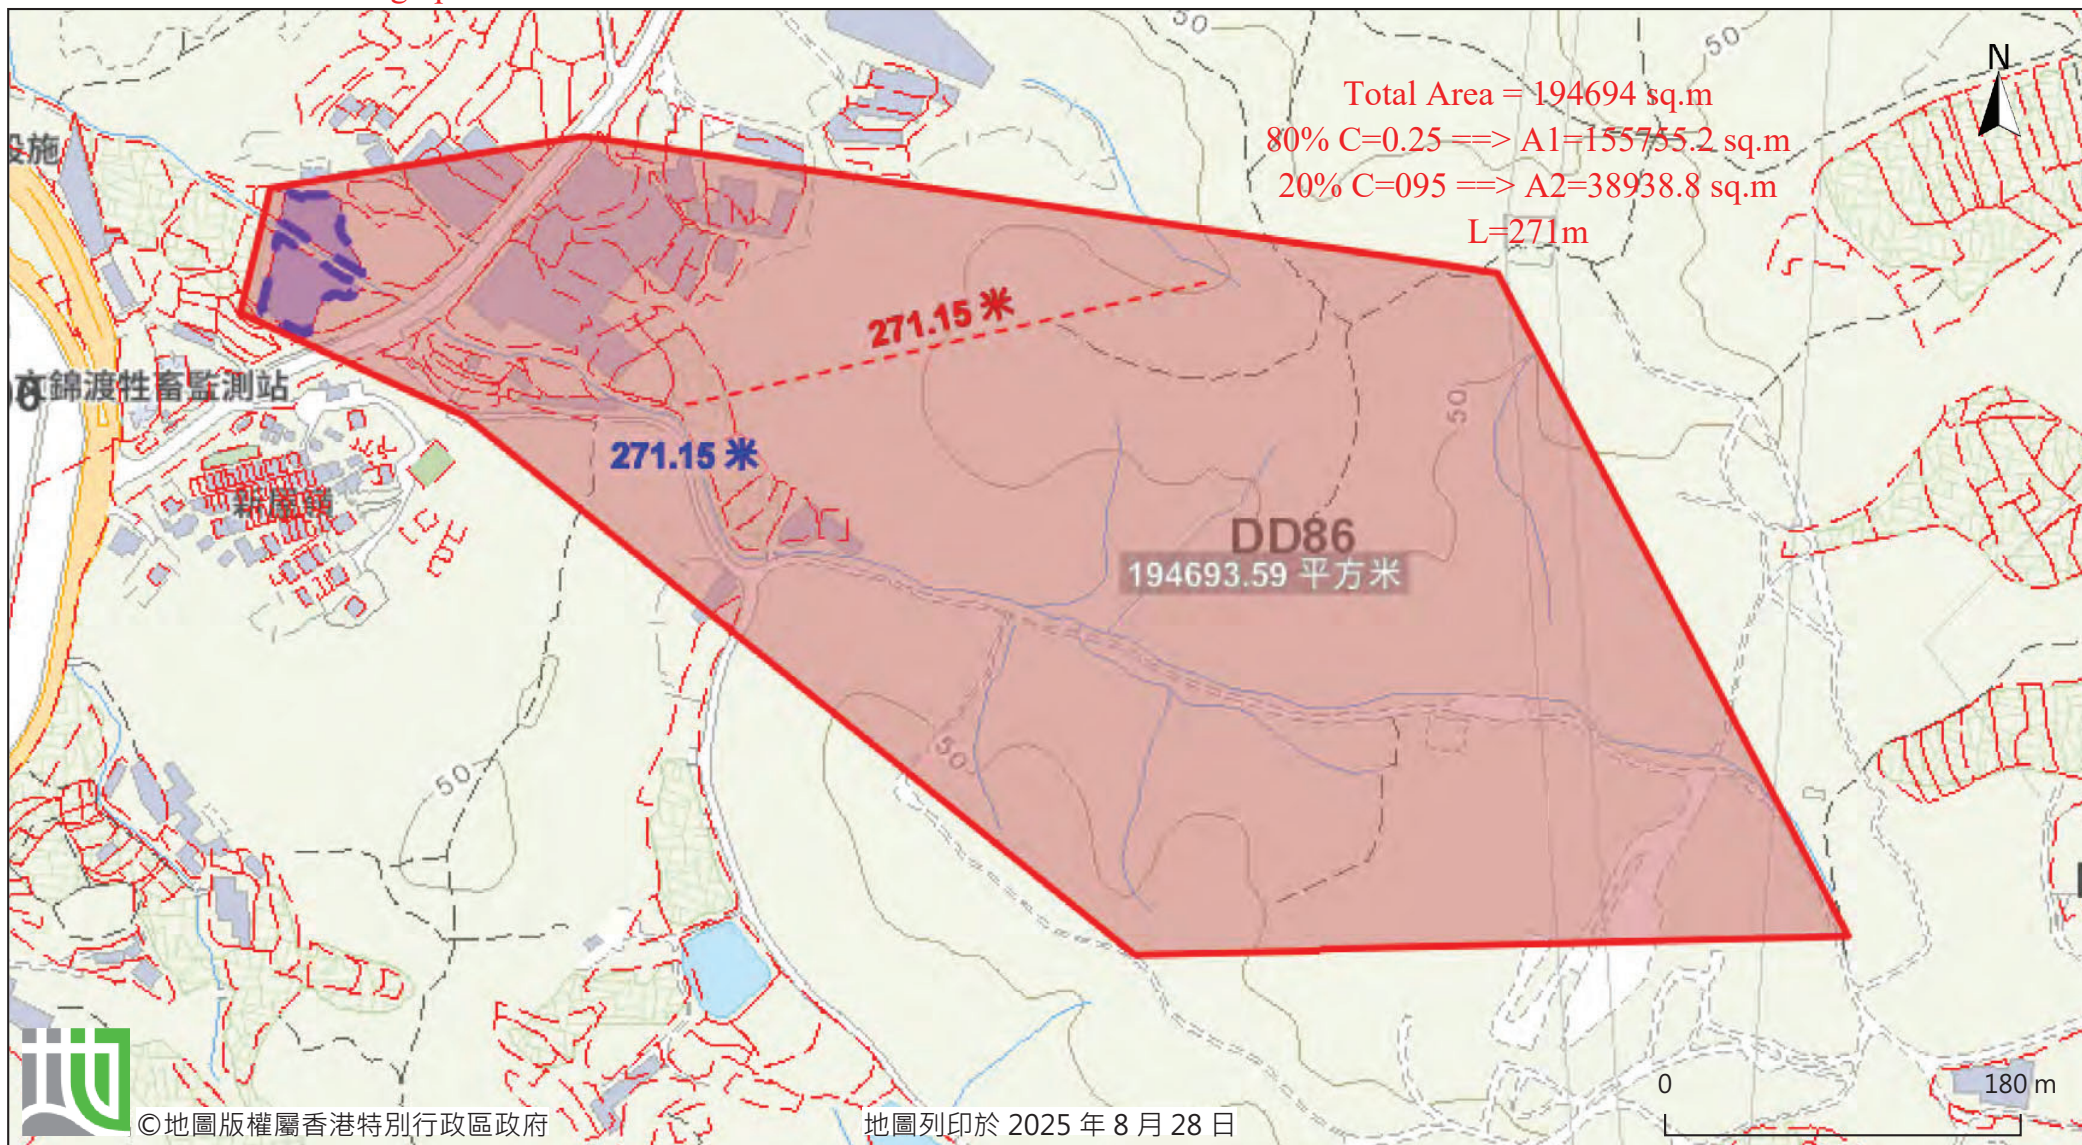 50
50
N
Total Area = 194694 sq.m
80% C=0.25 ==> A1=155755.2 sq.m
20% C=095 ==> A2=38938.8 sq.m
L=271m
設施
271.15 米
文錦渡牲畜監測站
50
271.15 米
新屋嶺
DD86
194693.59 平方米
50
50
0
180 m
©地圖版權屬香港特別行政區政府
地圖列印於 2025 年 8 月 28 日